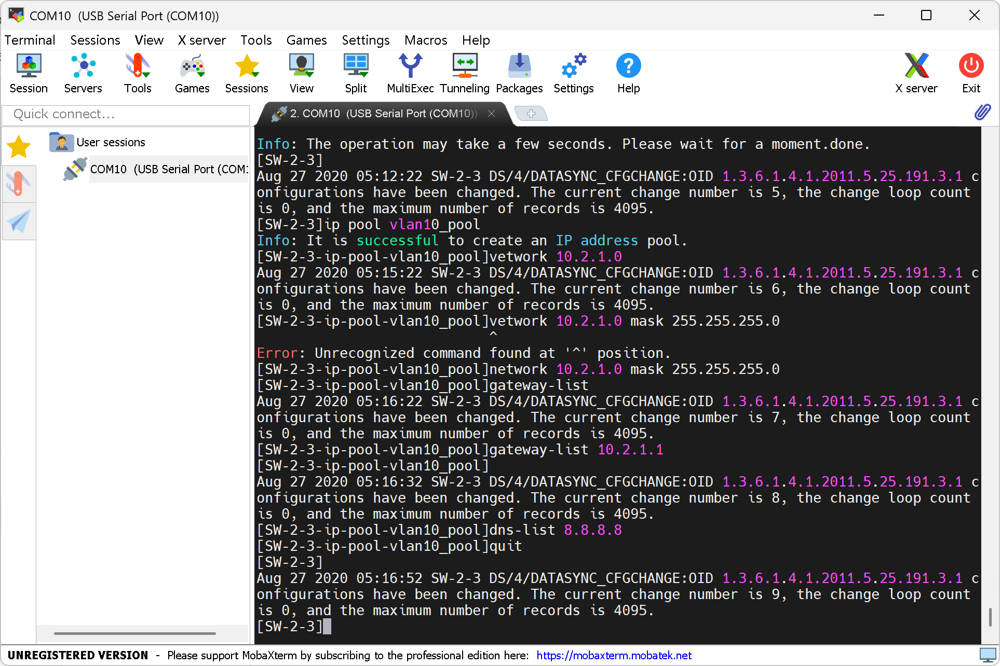 COM10  (USB Serial Port (COM10))
Terminal Sessions View X server Tools Games Settings Macros Help
Session Servers Tools Games Sessions View Split MultiExec Tunneling Packages Settings Help X server Exit
Quick connect...
2. COM10  (USB Serial Port (COM10))
User sessions
COM10  (USB Serial Port (COM1
Info: The operation may take a few seconds. Please wait for a moment.done.
[SW-2-3]
Aug 27 2020 05:12:22 SW-2-3 DS/4/DATASYNC_CFGCHANGE:OID 1.3.6.1.4.1.2011.5.25.191.3.1 c
onfigurations have been changed. The current change number is 5, the change loop count
is 0, and the maximum number of records is 4095.
[SW-2-3]ip pool vlan10_pool
Info: It is successful to create an IP address pool.
[SW-2-3-ip-pool-vlan10_pool]vetwork 10.2.1.0
Aug 27 2020 05:15:22 SW-2-3 DS/4/DATASYNC_CFGCHANGE:OID 1.3.6.1.4.1.2011.5.25.191.3.1 c
onfigurations have been changed. The current change number is 6, the change loop count
is 0, and the maximum number of records is 4095.
[SW-2-3-ip-pool-vlan10_pool]vetwork 10.2.1.0 mask 255.255.255.0
^
Error: Unrecognized command found at '^' position.
[SW-2-3-ip-pool-vlan10_pool]network 10.2.1.0 mask 255.255.255.0
[SW-2-3-ip-pool-vlan10_pool]gateway-list
Aug 27 2020 05:16:22 SW-2-3 DS/4/DATASYNC_CFGCHANGE:OID 1.3.6.1.4.1.2011.5.25.191.3.1 c
onfigurations have been changed. The current change number is 7, the change loop count
is 0, and the maximum number of records is 4095.
[SW-2-3-ip-pool-vlan10_pool]gateway-list 10.2.1.1
[SW-2-3-ip-pool-vlan10_pool]
Aug 27 2020 05:16:32 SW-2-3 DS/4/DATASYNC_CFGCHANGE:OID 1.3.6.1.4.1.2011.5.25.191.3.1 c
onfigurations have been changed. The current change number is 8, the change loop count
is 0, and the maximum number of records is 4095.
[SW-2-3-ip-pool-vlan10_pool]dns-list 8.8.8.8
[SW-2-3-ip-pool-vlan10_pool]quit
[SW-2-3]
Aug 27 2020 05:16:52 SW-2-3 DS/4/DATASYNC_CFGCHANGE:OID 1.3.6.1.4.1.2011.5.25.191.3.1 c
onfigurations have been changed. The current change number is 9, the change loop count
is 0, and the maximum number of records is 4095.
[SW-2-3]
UNREGISTERED VERSION  -  Please support MobaXterm by subscribing to the professional edition here:  https://mobaxterm.mobatek.net